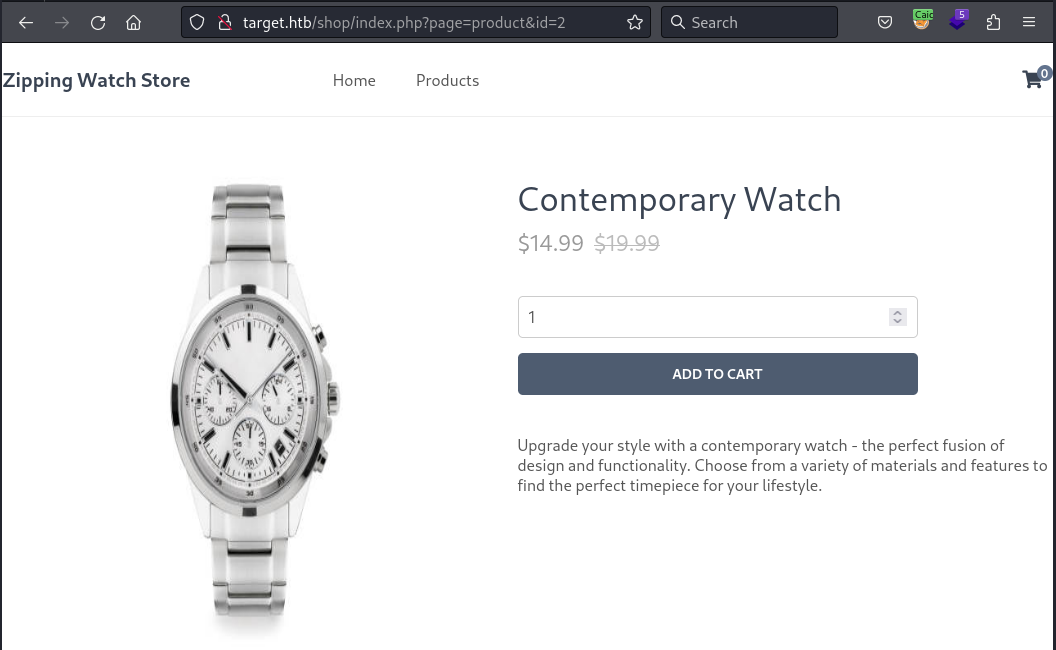 target.htb/shop/index.php?page=product&id=2
Search
Caic
5
Zipping Watch Store
Home
Products
0
Contemporary Watch
$14.99 $19.99
1
ADD TO CART
Upgrade your style with a contemporary watch - the perfect fusion of
design and functionality. Choose from a variety of materials and features to
find the perfect timepiece for your lifestyle.